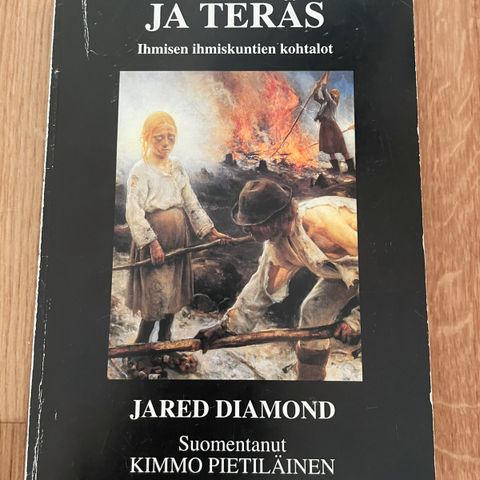 JA TERÄS
Ihmisen ihmiskuntien kohtalot
JARED DIAMOND
Suomentanut
KIMMO PIETILÄINEN